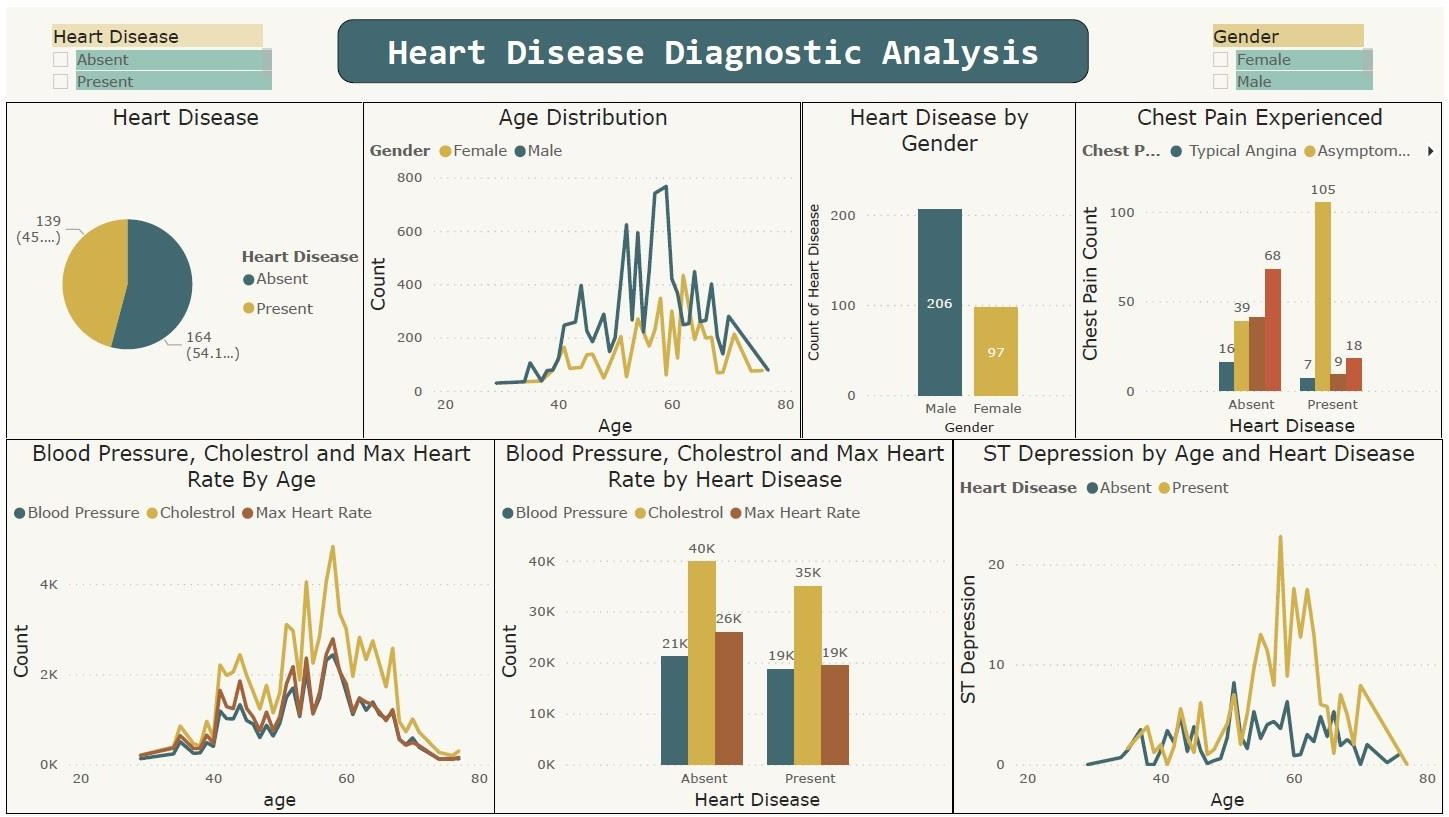 Heart Disease
Absent
Present
Heart Disease Diagnostic Analysis
Gender
Female
Male
Heart Disease
139
(45....)
164
(54.1...)
Heart Disease
Absent
Present
Age Distribution
Gender Female Male
800
600
400
200
0
Count
20 40 60 80
Age
Heart Disease by
Gender
200
100
0
Count of Heart Disease
206
97
Male Female
Gender
Chest Pain Experienced
Chest P... Typical Angina Asymptom...
100
50
0
Chest Pain Count
16
39
68
7
105
9
18
Absent Present
Heart Disease
Blood Pressure, Cholestrol and Max Heart
Rate By Age
Blood Pressure Cholestrol Max Heart Rate
4K
2K
0K
Count
20 40 60 80
age
Blood Pressure, Cholestrol and Max Heart
Rate by Heart Disease
Blood Pressure Cholestrol Max Heart Rate
40K
30K
20K
10K
0K
Count
21K
40K
26K
19K
35K
19K
Absent Present
Heart Disease
ST Depression by Age and Heart Disease
Heart Disease Absent Present
20
10
0
ST Depression
20 40 60 80
Age